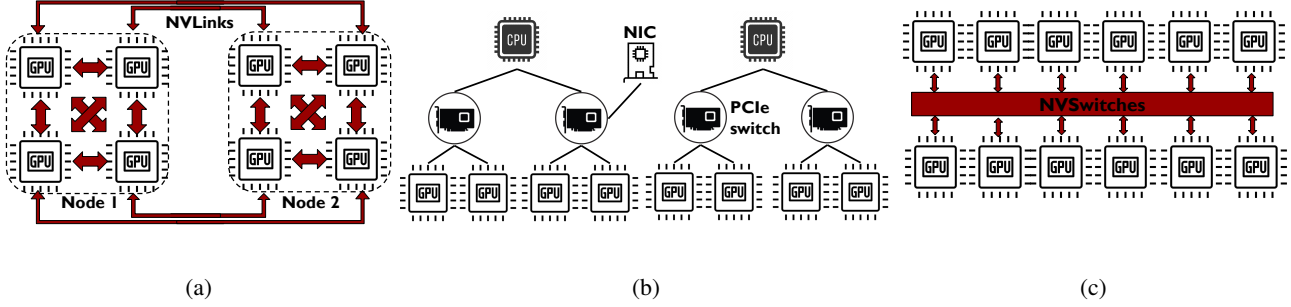 NVLinks
GPU GPU GPU GPU
GPU GPU GPU GPU
Node 1 Node 2
(a)
CPU NIC CPU
PCIe
switch
GPU GPU GPU GPU GPU GPU GPU GPU
(b)
GPU GPU GPU GPU GPU GPU
NVSwitches
GPU GPU GPU GPU GPU GPU
(c)